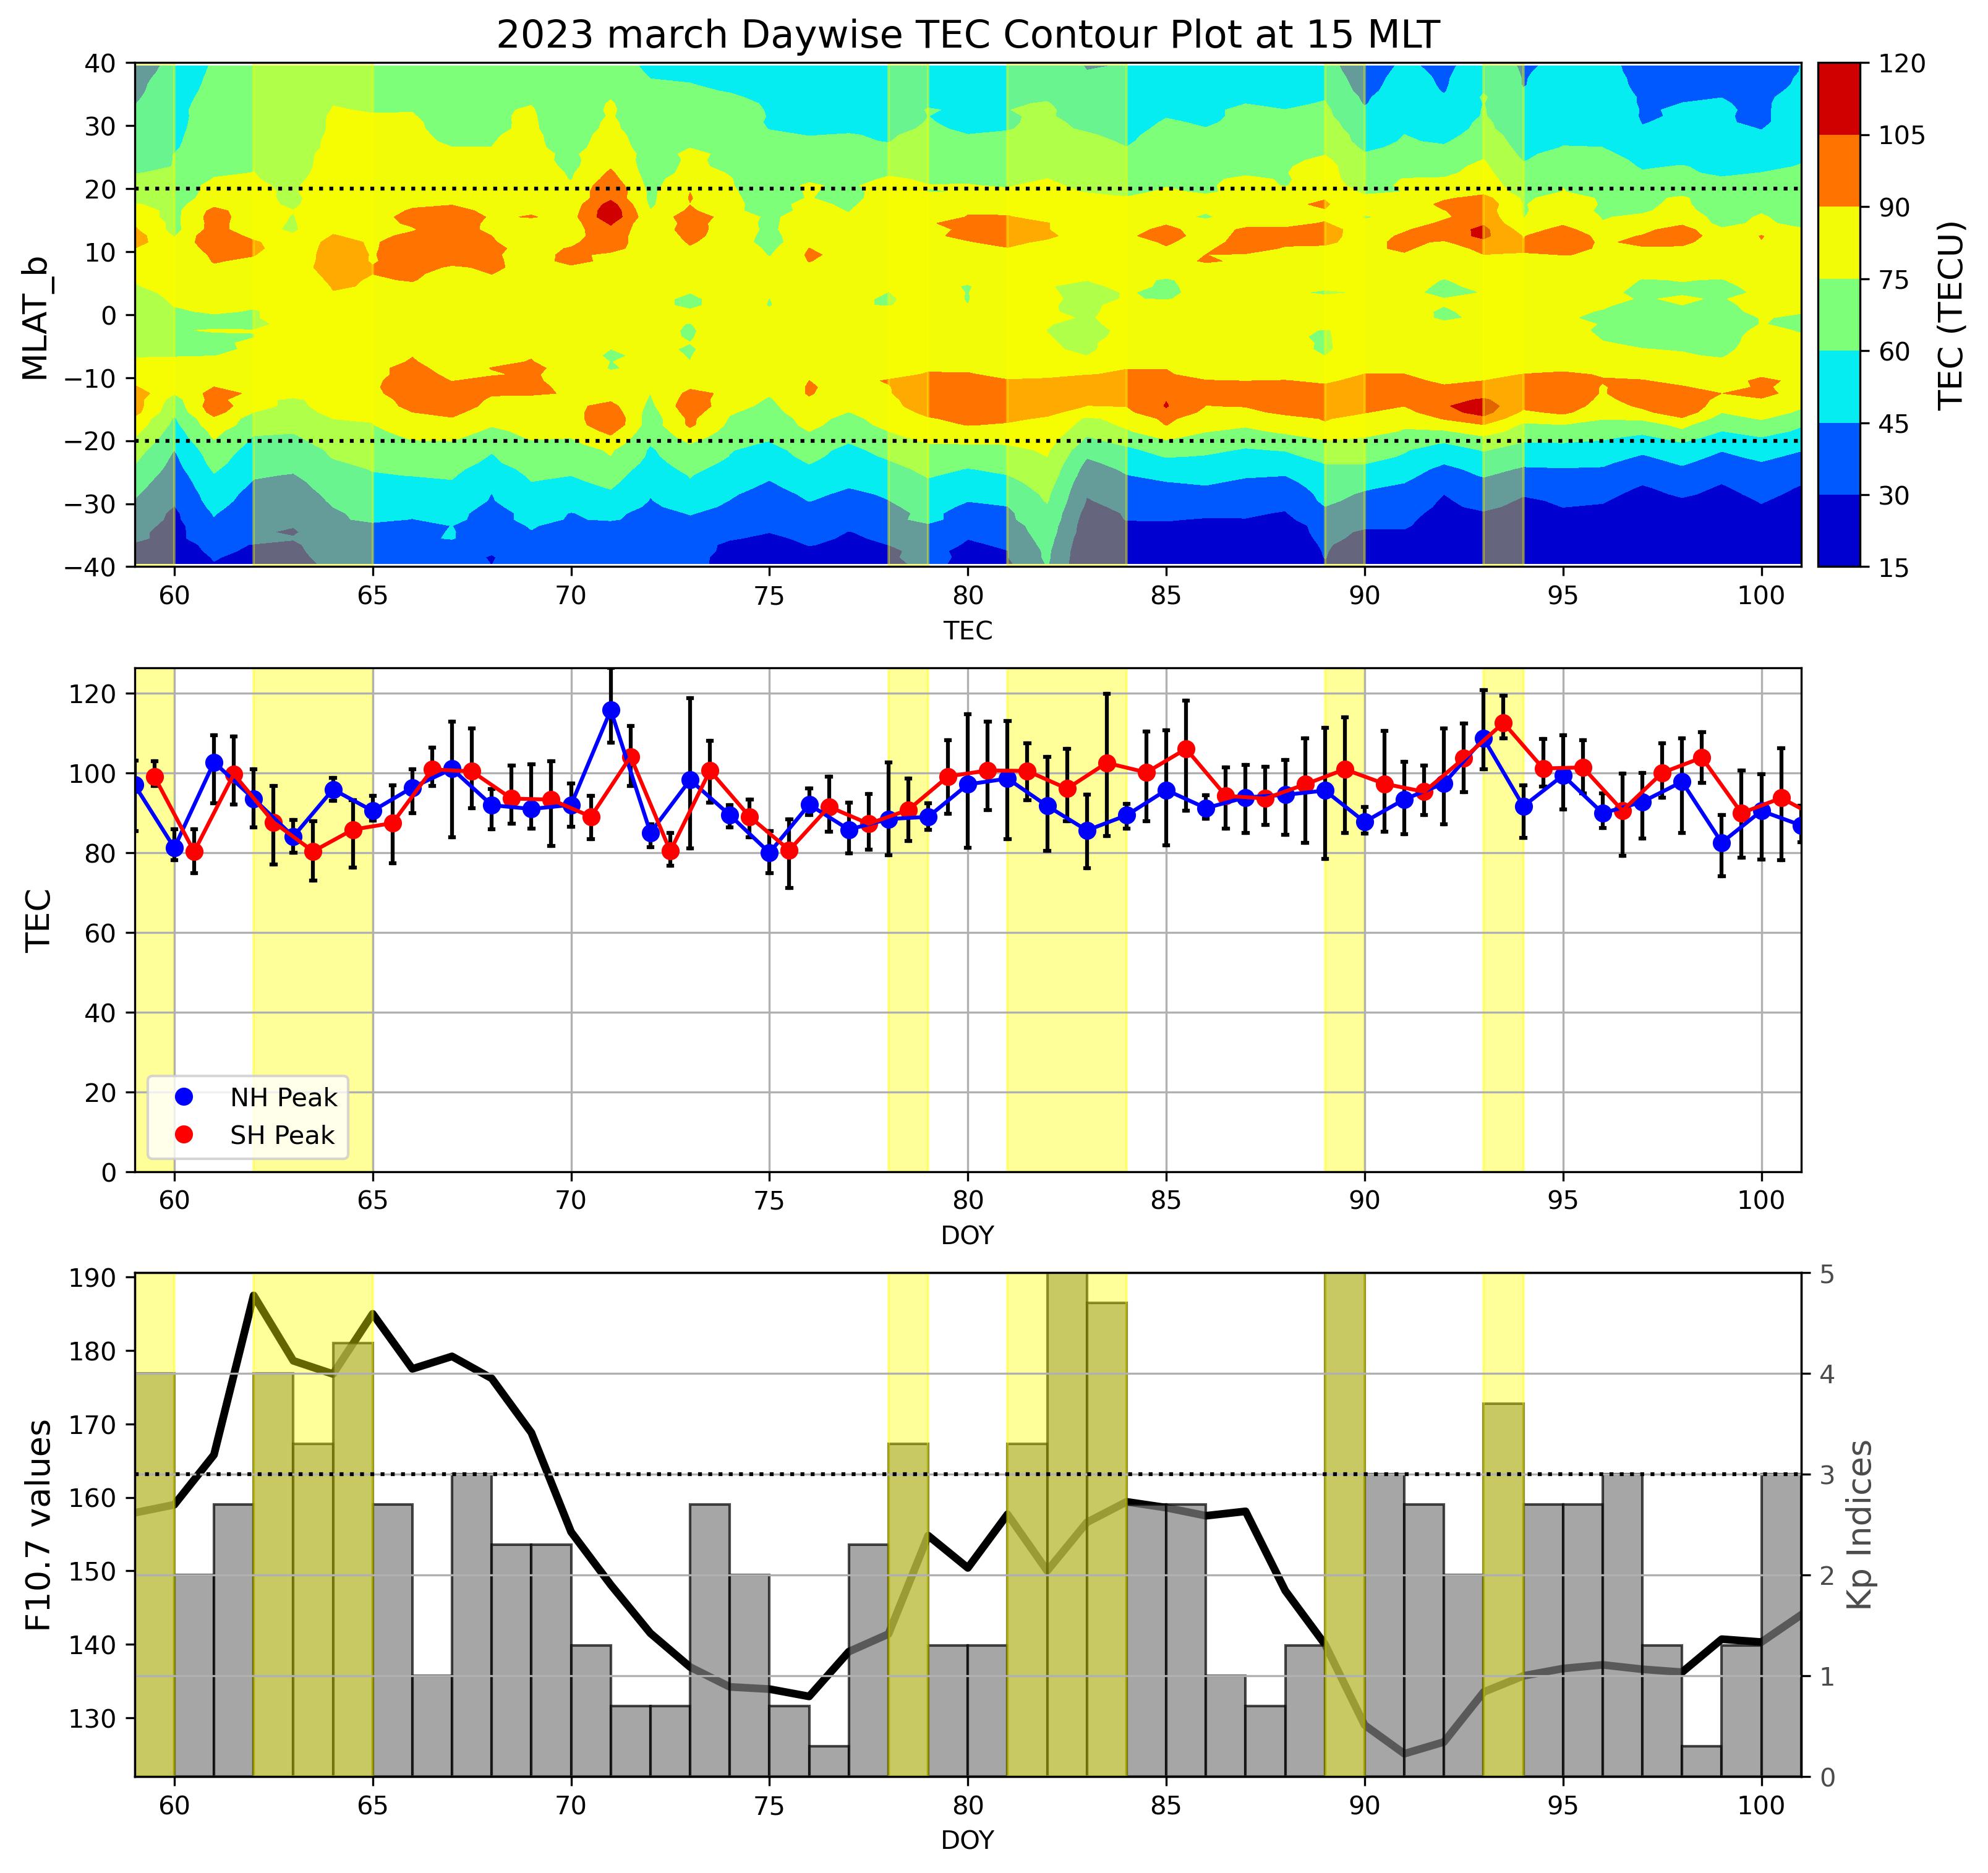 2023 march Daywise TEC Contour Plot at 15 MLT
MLAT_b
40
30
20
10
0
−10
−20
−30
−40
60 65 70 75 80 85 90 95 100
TEC
120
105
90
75
60
45
30
15
TEC (TECU)
TEC
120
100
80
60
40
20
0
NH Peak
SH Peak
60 65 70 75 80 85 90 95 100
DOY
F10.7 values
190
180
170
160
150
140
130
5
4
3
2
1
0
Kp Indices
60 65 70 75 80 85 90 95 100
DOY